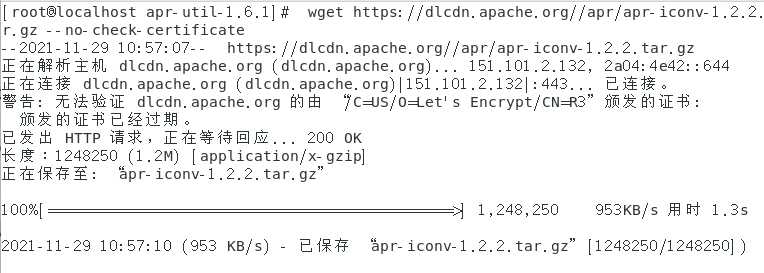 [root@localhost apr-util-1.6.1]#  wget https://dlcdn.apache.org//apr/apr-iconv-1.2.2.
r.gz --no-check-certificate
--2021-11-29 10:57:07--  https://dlcdn.apache.org//apr/apr-iconv-1.2.2.tar.gz
正在解析主机 dlcdn.apache.org (dlcdn.apache.org)... 151.101.2.132, 2a04:4e42::644
正在连接 dlcdn.apache.org (dlcdn.apache.org)|151.101.2.132|:443... 已连接。
警告: 无法验证 dlcdn.apache.org 的由 “/C=US/O=Let's Encrypt/CN=R3” 颁发的证书:
  颁发的证书已经过期。
已发出 HTTP 请求，正在等待回应... 200 OK
长度：1248250 (1.2M) [application/x-gzip]
正在保存至: “apr-iconv-1.2.2.tar.gz”
100%[======================================>] 1,248,250    953KB/s 用时 1.3s
2021-11-29 10:57:10 (953 KB/s) - 已保存 “apr-iconv-1.2.2.tar.gz” [1248250/1248250])